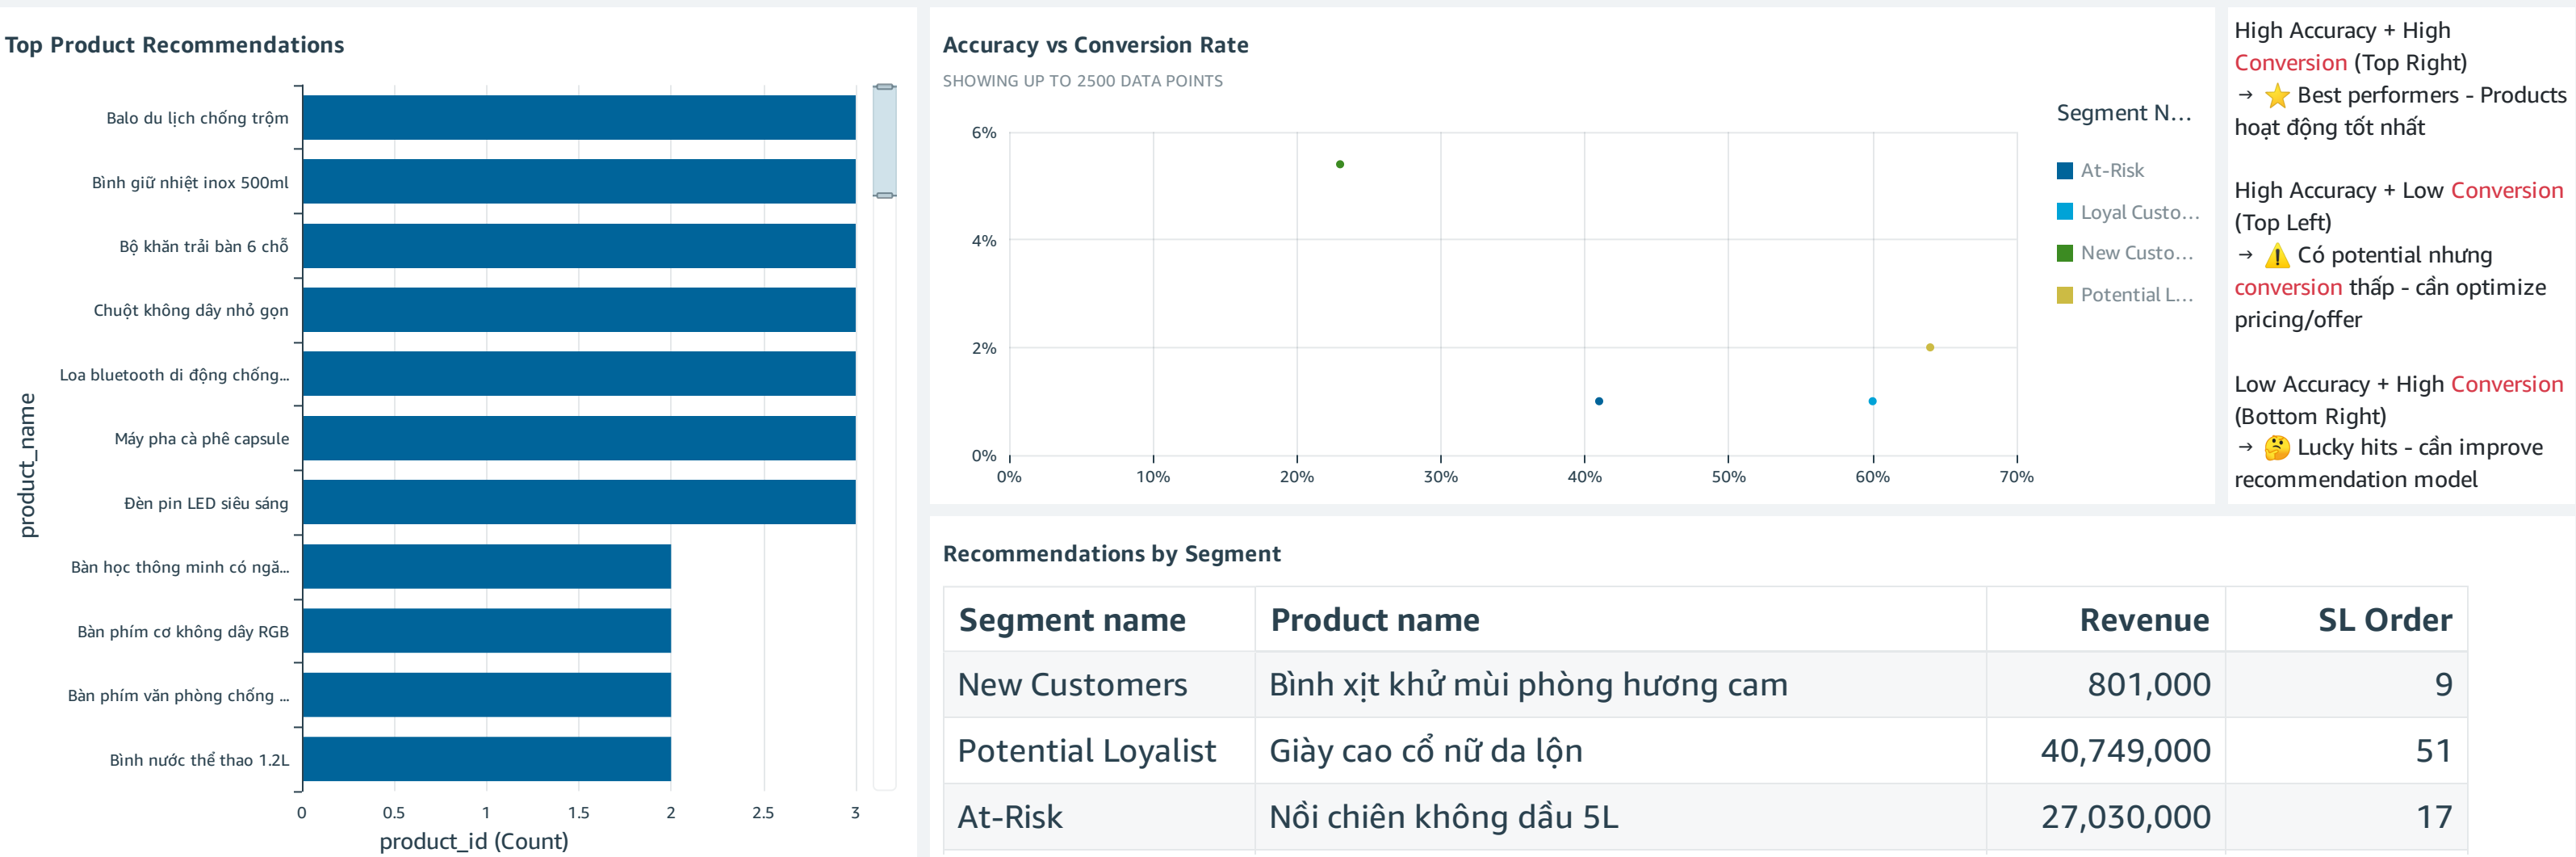 Top Product Recommendations
Balo du lịch chống trộm
Bình giữ nhiệt inox 500ml
Bộ khăn trải bàn 6 chỗ
Chuột không dây nhỏ gọn
Loa bluetooth di động chống...
Máy pha cà phê capsule
Đèn pin LED siêu sáng
Bàn học thông minh có ngă...
Bàn phím cơ không dây RGB
Bàn phím văn phòng chống ...
Bình nước thể thao 1.2L
product_name
0 0.5 1 1.5 2 2.5 3
product_id (Count)
Accuracy vs Conversion Rate
SHOWING UP TO 2500 DATA POINTS
6%
4%
2%
0%
0% 10% 20% 30% 40% 50% 60% 70%
Segment N...
At-Risk
Loyal Custo...
New Custo...
Potential L...
High Accuracy + High
Conversion (Top Right)
→ ⭐ Best performers - Products
hoạt động tốt nhất
High Accuracy + Low Conversion
(Top Left)
→ ⚠️ Có potential nhưng
conversion thấp - cần optimize
pricing/offer
Low Accuracy + High Conversion
(Bottom Right)
→ 🤔 Lucky hits - cần improve
recommendation model
Recommendations by Segment
Segment name Product name Revenue SL Order
New Customers Bình xịt khử mùi phòng hương cam 801,000 9
Potential Loyalist Giày cao cổ nữ da lộn 40,749,000 51
At-Risk Nồi chiên không dầu 5L 27,030,000 17